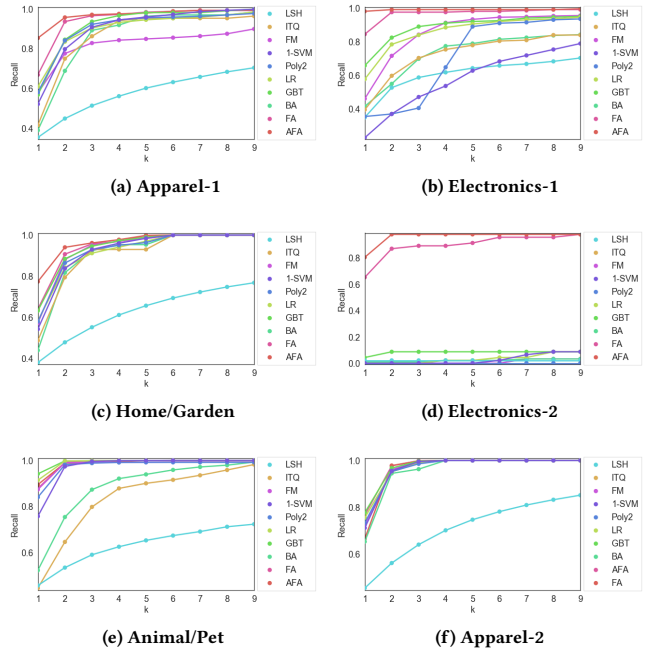 1.0
0.8
0.6
0.4
Recall
1 2 3 4 5 6 7 8 9
k
LSH
ITQ
FM
1-SVM
Poly2
LR
GBT
BA
FA
AFA
(a) Apparel-1
1.0
0.8
0.6
0.4
Recall
1 2 3 4 5 6 7 8 9
k
LSH
ITQ
FM
1-SVM
Poly2
LR
GBT
BA
FA
AFA
(b) Electronics-1
1.0
0.8
0.6
0.4
Recall
1 2 3 4 5 6 7 8 9
k
LSH
ITQ
FM
1-SVM
Poly2
LR
GBT
BA
FA
AFA
(c) Home/Garden
0.8
0.6
0.4
0.2
0.0
Recall
1 2 3 4 5 6 7 8 9
k
LSH
ITQ
FM
1-SVM
Poly2
LR
GBT
BA
FA
AFA
(d) Electronics-2
1.0
0.8
0.6
Recall
1 2 3 4 5 6 7 8 9
k
LSH
ITQ
FM
1-SVM
Poly2
LR
GBT
BA
FA
AFA
(e) Animal/Pet
1.0
0.8
0.6
Recall
1 2 3 4 5 6 7 8 9
k
LSH
ITQ
FM
1-SVM
Poly2
LR
GBT
BA
AFA
FA
(f) Apparel-2